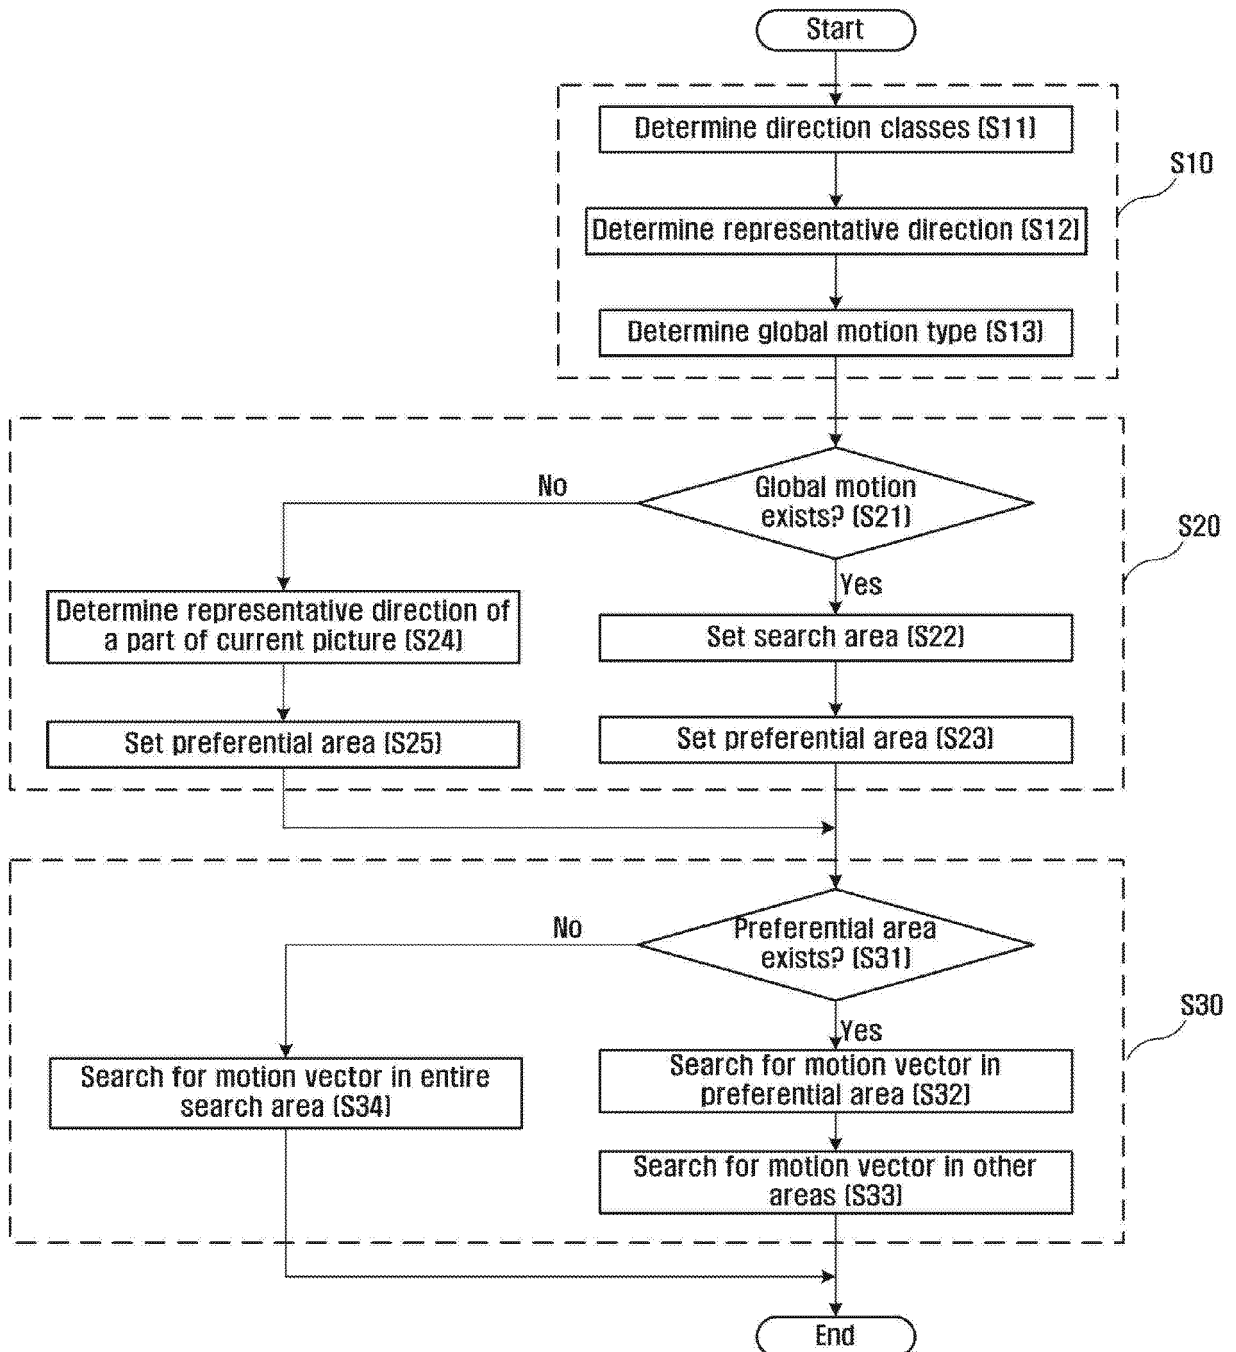 Start
Determine direction classes (S11)
S10
Determine representative direction (S12)
Determine global motion type (S13)
No
Global motion
exists? (S21)
S20
Yes
Determine representative direction of
a part of current picture (S24)
Set search area (S22)
Set preferential area (S25)
Set preferential area (S23)
No
Preferential area
exists? (S31)
S30
Yes
Search for motion vector in entire
search area (S34)
Search for motion vector in
preferential area (S32)
Search for motion vector in other
areas (S33)
End